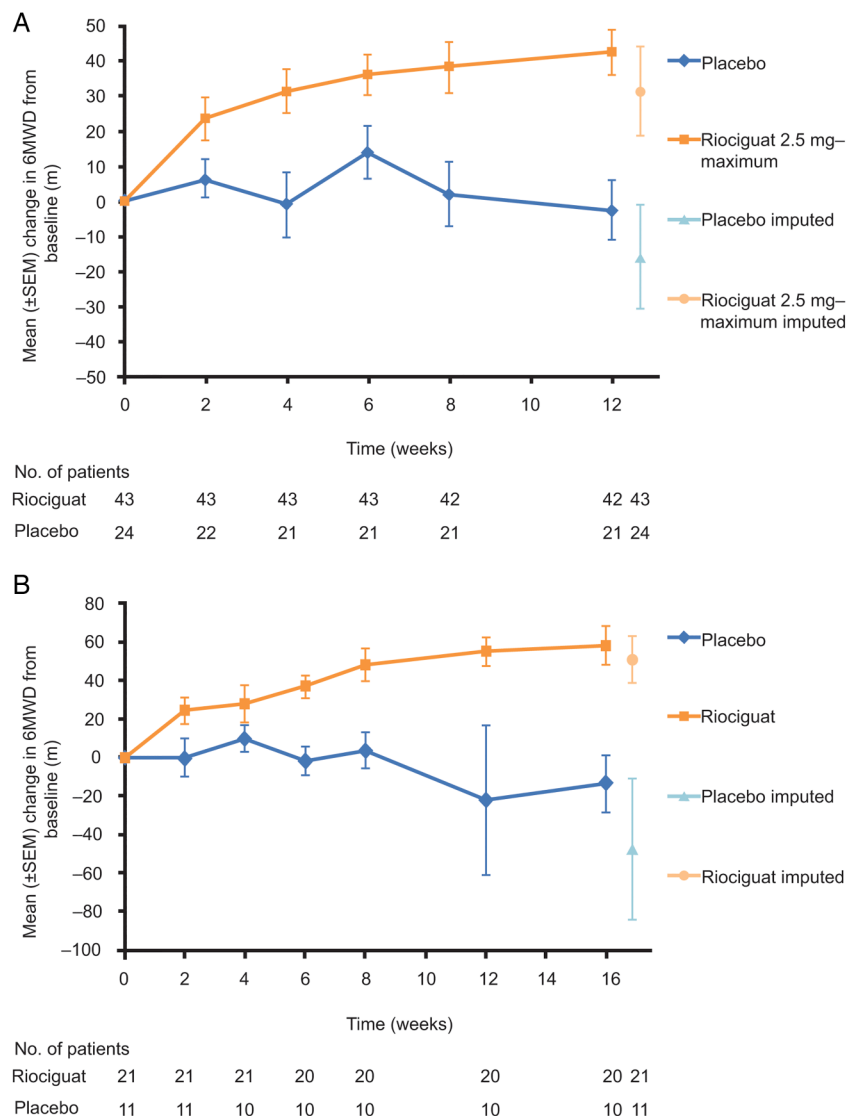 A
50
40
30
20
10
0
–10
–20
–30
–40
–50
Mean (±SEM) change in 6MWD from
baseline (m)
0 2 4 6 8 10 12
Time (weeks)
Placebo
Riociguat 2.5 mg–
maximum
Placebo imputed
Riociguat 2.5 mg–
maximum imputed
No. of patients
Riociguat 43 43 43 43 42 42 43
Placebo 24 22 21 21 21 21 24
B
80
60
40
20
0
–20
–40
–60
–80
–100
Mean (±SEM) change in 6MWD from
baseline (m)
0 2 4 6 8 10 12 14 16
Time (weeks)
Placebo
Riociguat
Placebo imputed
Riociguat imputed
No. of patients
Riociguat 21 21 21 20 20 20 20 21
Placebo 11 11 10 10 10 10 10 11